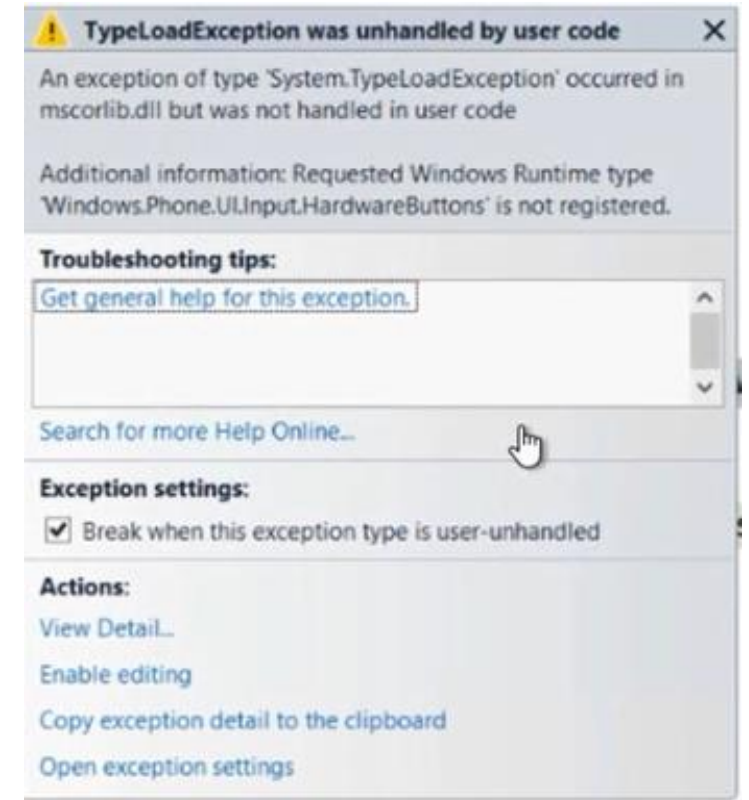 TypeLoadException was unhandled by user code
An exception of type 'System.TypeLoadException' occurred in
mscorlib.dll but was not handled in user code
Additional information: Requested Windows Runtime type
'Windows.Phone.UI.Input.HardwareButtons' is not registered.
Troubleshooting tips:
Get general help for this exception.
Search for more Help Online...
Exception settings:
Break when this exception type is user-unhandled
Actions:
View Detail...
Enable editing
Copy exception detail to the clipboard
Open exception settings